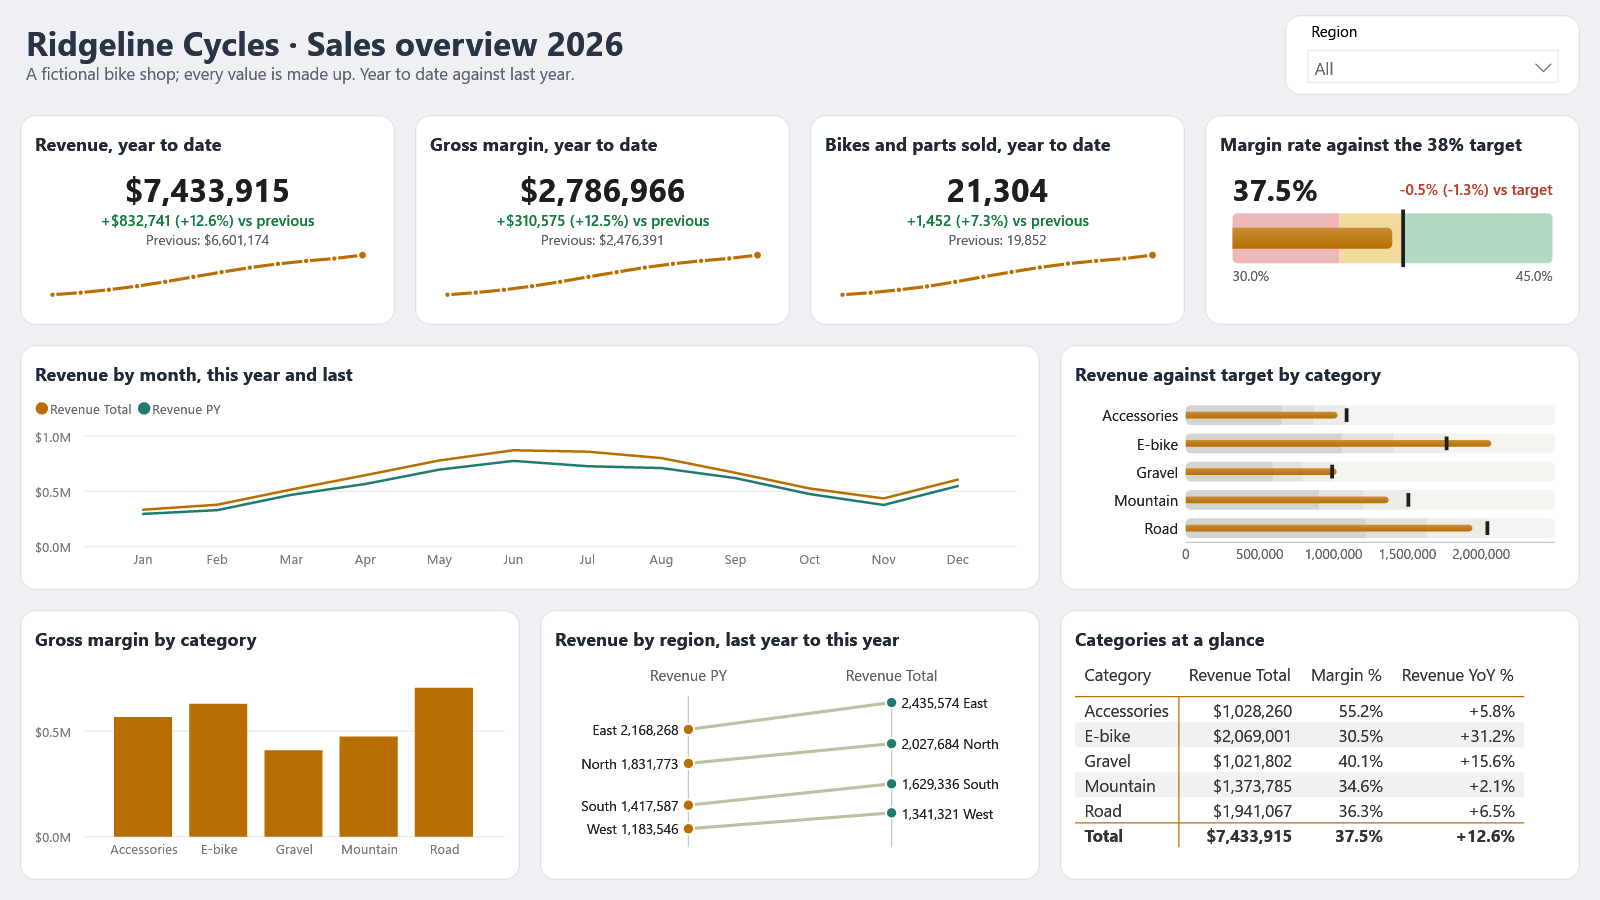 Ridgeline Cycles · Sales overview 2026
A fictional bike shop; every value is made up. Year to date against last year.
Region
All
Revenue, year to date
$7,433,915
+$832,741 (+12.6%) vs previous
Previous: $6,601,174
Gross margin, year to date
$2,786,966
+$310,575 (+12.5%) vs previous
Previous: $2,476,391
Bikes and parts sold, year to date
21,304
+1,452 (+7.3%) vs previous
Previous: 19,852
Margin rate against the 38% target
37.5%
-0.5% (-1.3%) vs target
30.0%
45.0%
Revenue by month, this year and last
Revenue Total
Revenue PY
$1.0M
$0.5M
$0.0M
Jan Feb Mar Apr May Jun Jul Aug Sep Oct Nov Dec
Revenue against target by category
Accessories
E-bike
Gravel
Mountain
Road
0 500,000 1,000,000 1,500,000 2,000,000
Gross margin by category
$0.5M
$0.0M
Accessories E-bike Gravel Mountain Road
Revenue by region, last year to this year
Revenue PY Revenue Total
East 2,168,268
North 1,831,773
South 1,417,587
West 1,183,546
2,435,574 East
2,027,684 North
1,629,336 South
1,341,321 West
Categories at a glance
Category Revenue Total Margin % Revenue YoY %
Accessories $1,028,260 55.2% +5.8%
E-bike $2,069,001 30.5% +31.2%
Gravel $1,021,802 40.1% +15.6%
Mountain $1,373,785 34.6% +2.1%
Road $1,941,067 36.3% +6.5%
Total $7,433,915 37.5% +12.6%